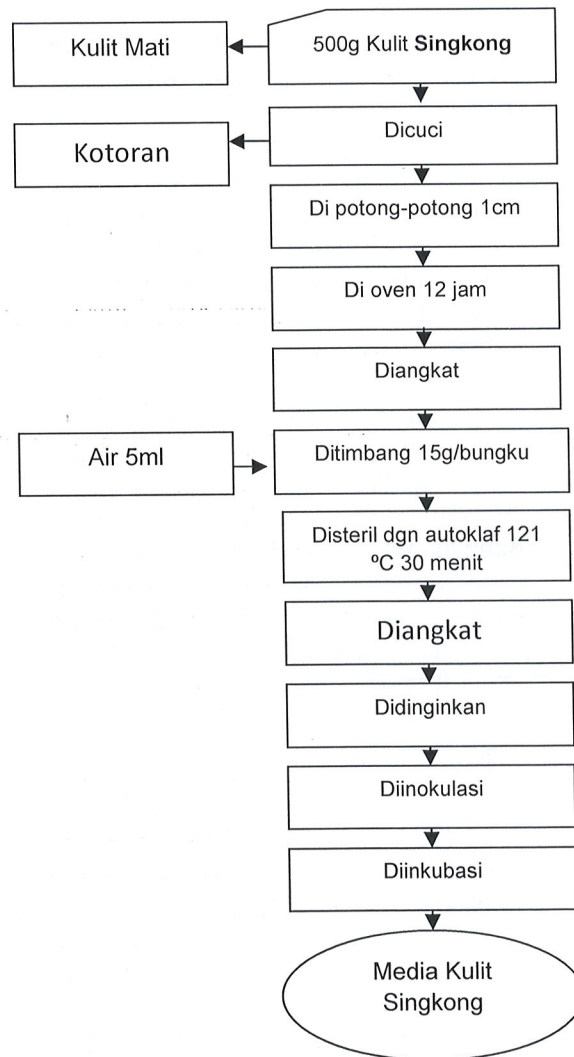 Kulit Mati
500g Kulit Singkong
Kotoran
Dicuci
Di potong-potong 1cm
Di oven 12 jam
Diangkat
Air 5ml
Ditimbang 15g/bungku
Disteril dgn autoklaf 121
ºC 30 menit
Diangkat
Didinginkan
Diinokulasi
Diinkubasi
Media Kulit
Singkong